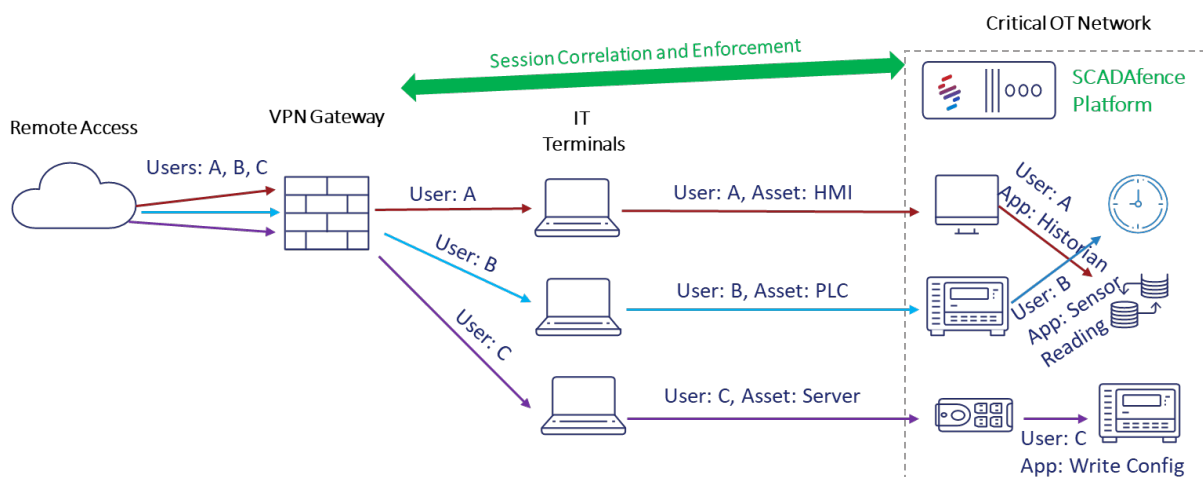 Critical OT Network
Session Correlation and Enforcement
SCADAfence
Platform
Remote Access
VPN Gateway
IT
Terminals
Users: A, B, C
User: A
User: A, Asset: HMI
User: A
App: Historian
User: B
User: B, Asset: PLC
User: B
App: Sensor
Reading
User: C
User: C, Asset: Server
User: C
App: Write Config